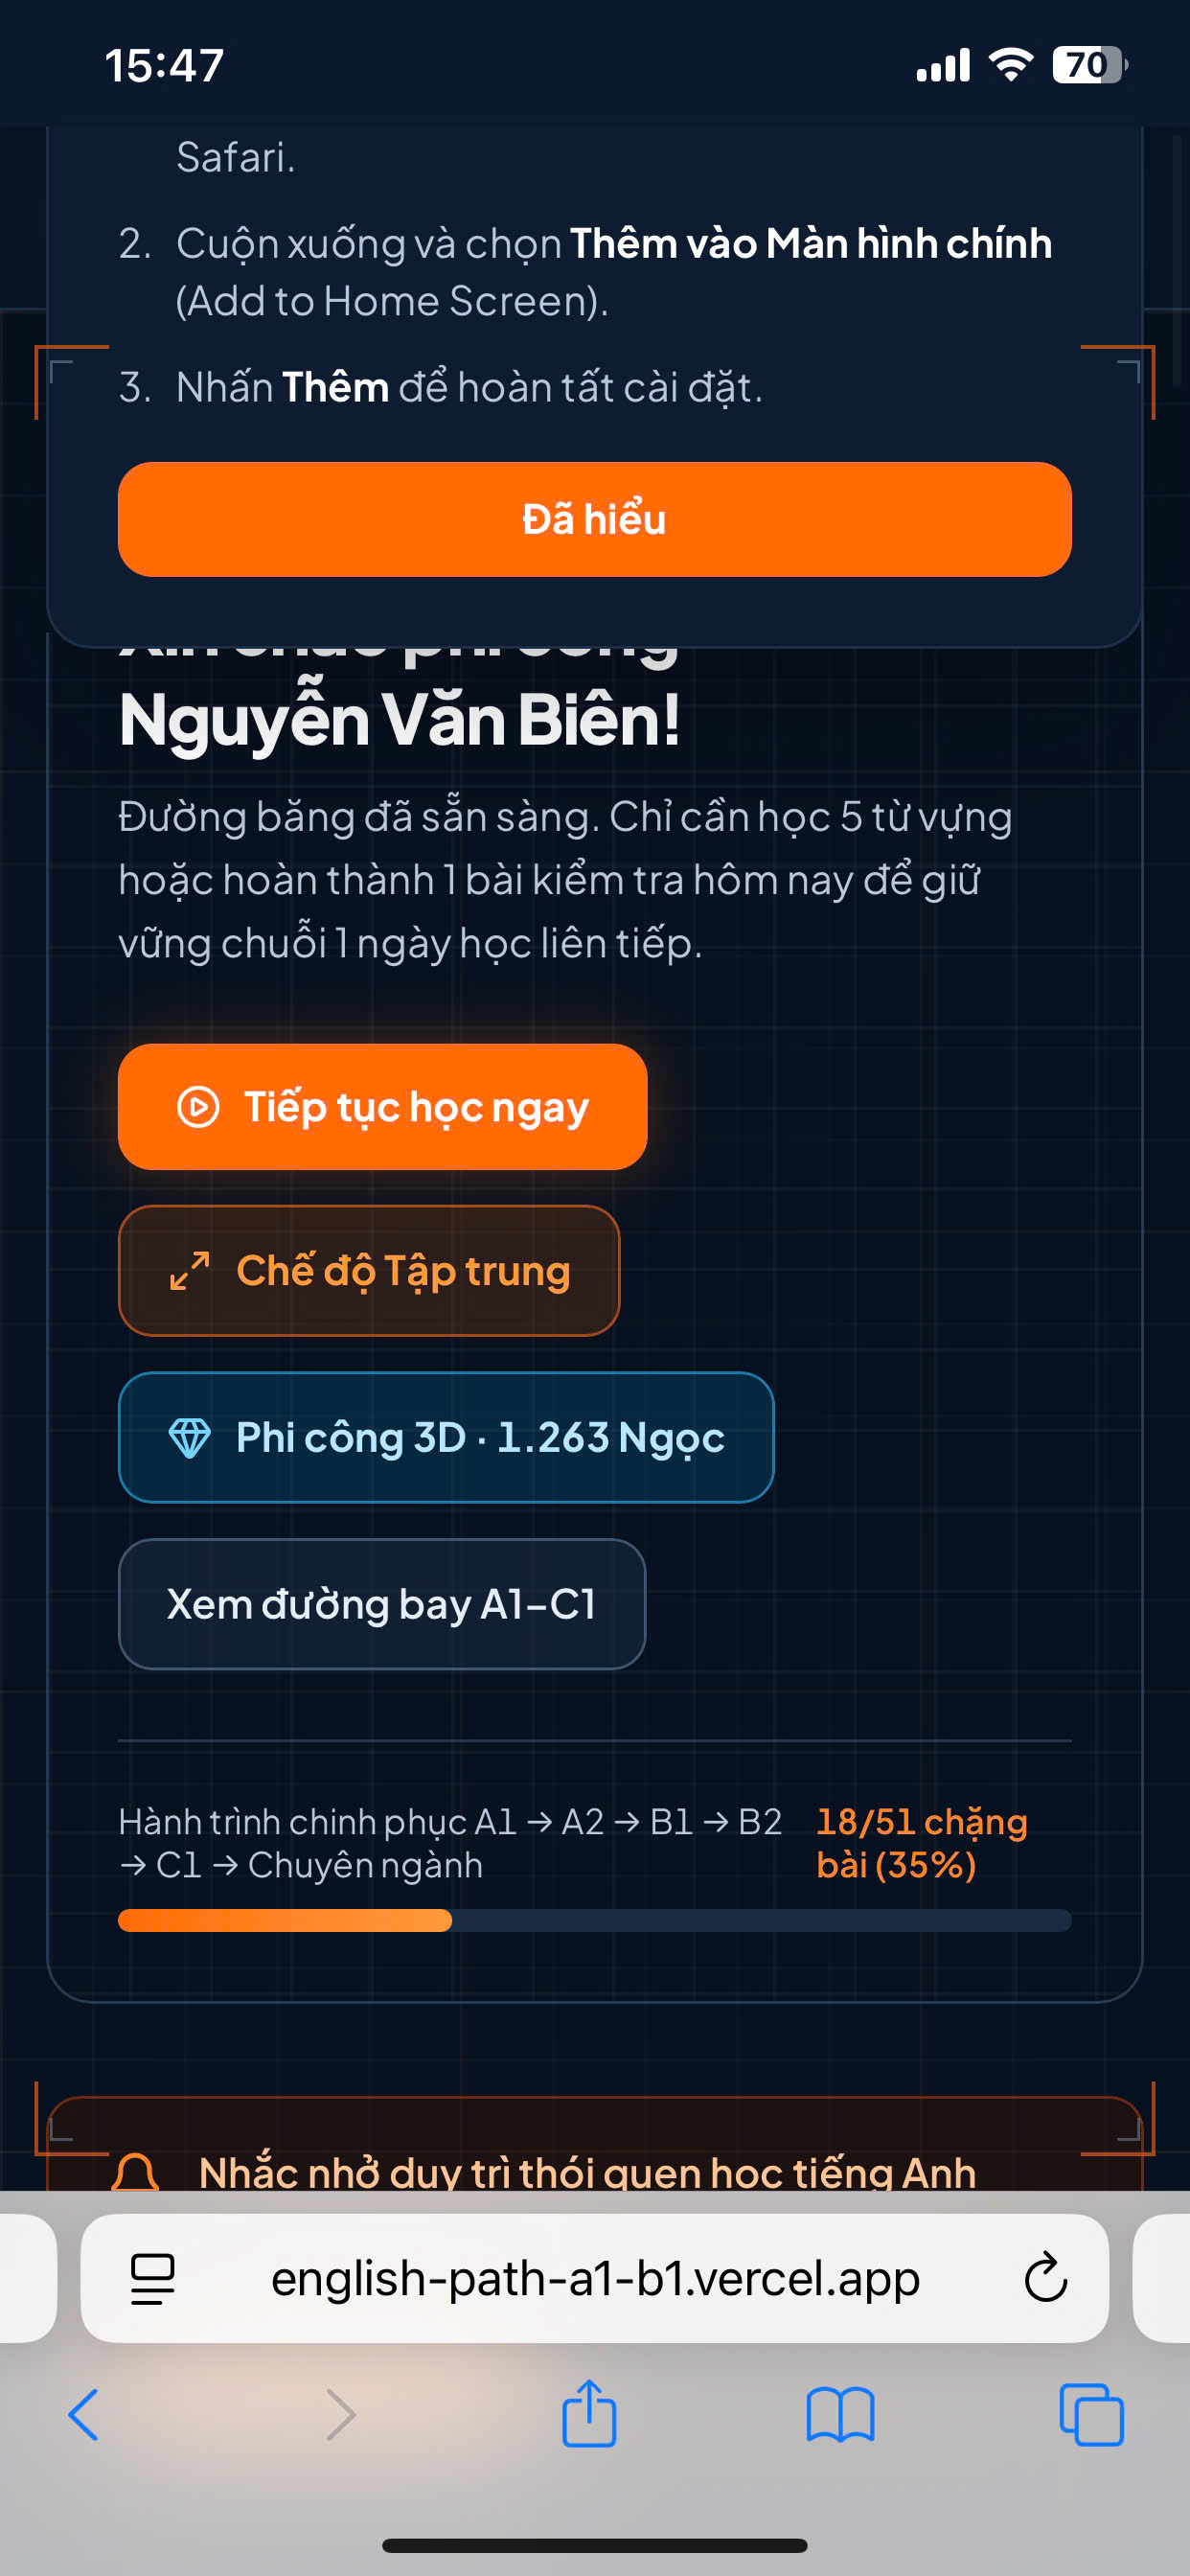 15:47
70
Safari.
2. Cuộn xuống và chọn Thêm vào Màn hình chính
(Add to Home Screen).
3. Nhấn Thêm để hoàn tất cài đặt.
Đã hiểu
Xin chào phi công
Nguyễn Văn Biên!
Đường băng đã sẵn sàng. Chỉ cần học 5 từ vựng
hoặc hoàn thành 1 bài kiểm tra hôm nay để giữ
vững chuỗi 1 ngày học liên tiếp.
Tiếp tục học ngay
Chế độ Tập trung
Phi công 3D · 1.263 Ngọc
Xem đường bay A1–C1
Hành trình chinh phục A1 → A2 → B1 → B2
→ C1 → Chuyên ngành
18/51 chặng
bài (35%)
Nhắc nhở duy trì thói quen học tiếng Anh
english-path-a1-b1.vercel.app